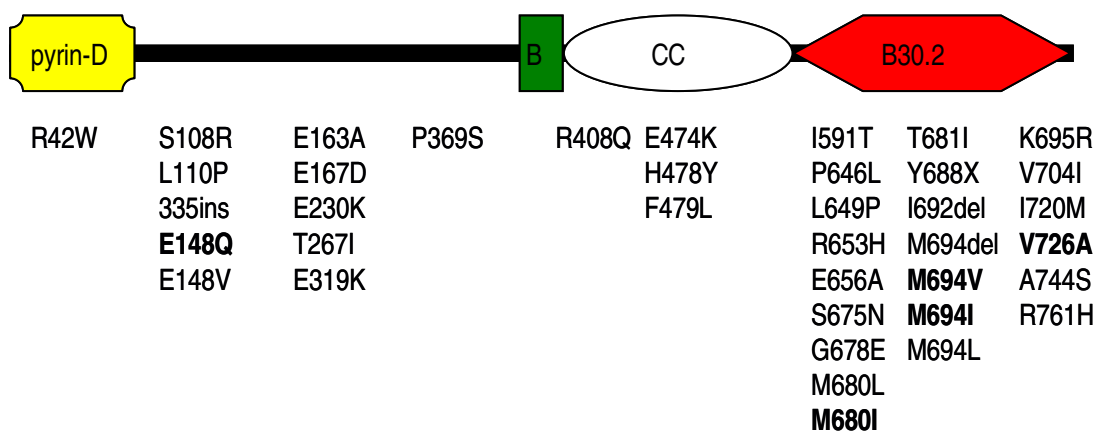 pyrin-D B CC B30.2
R42W S108R E163A P369S R408Q E474K I591T T681I K695R
L110P E167D H478Y P646L Y688X V704I
335ins E230K F479L L649P I692del I720M
E148Q T267I R653H M694del V726A
E148V E319K E656A M694V A744S
S675N M694I R761H
G678E M694L
M680L
M680I